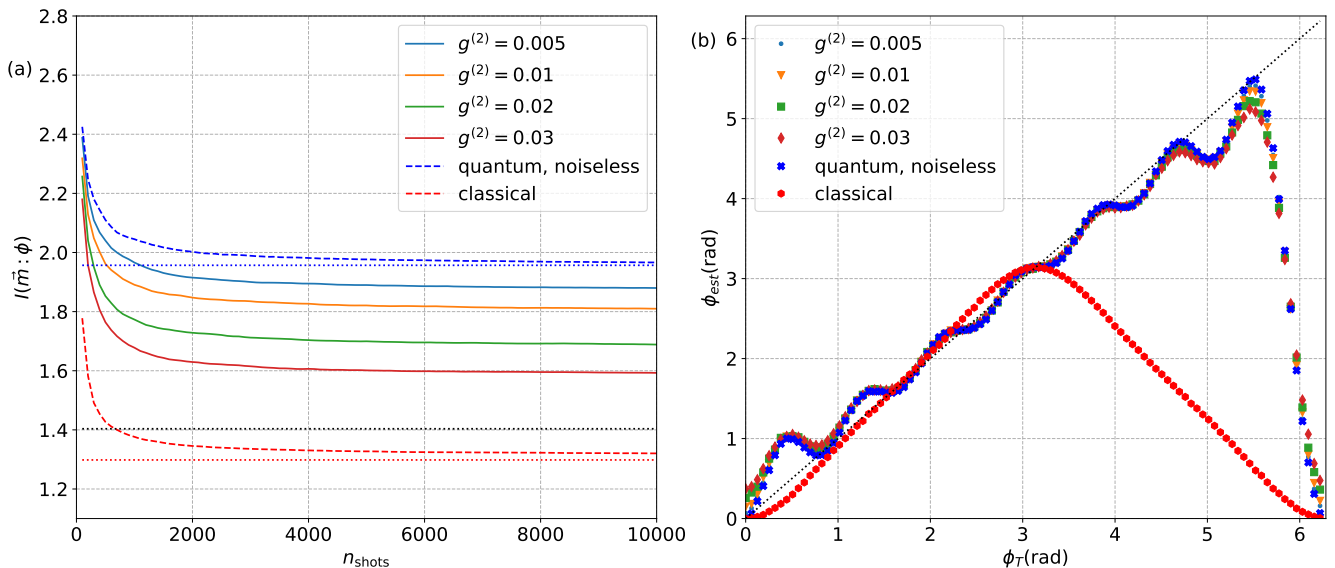 (a)
I(m⃗ : ϕ)
2.8
2.6
2.4
2.2
2.0
1.8
1.6
1.4
1.2
0
2000
4000
6000
8000
10000
n_shots
g⁽²⁾ = 0.005
g⁽²⁾ = 0.01
g⁽²⁾ = 0.02
g⁽²⁾ = 0.03
quantum, noiseless
classical
(b)
ϕ_est(rad)
6
5
4
3
2
1
0
0
1
2
3
4
5
6
ϕ_T(rad)
g⁽²⁾ = 0.005
g⁽²⁾ = 0.01
g⁽²⁾ = 0.02
g⁽²⁾ = 0.03
quantum, noiseless
classical